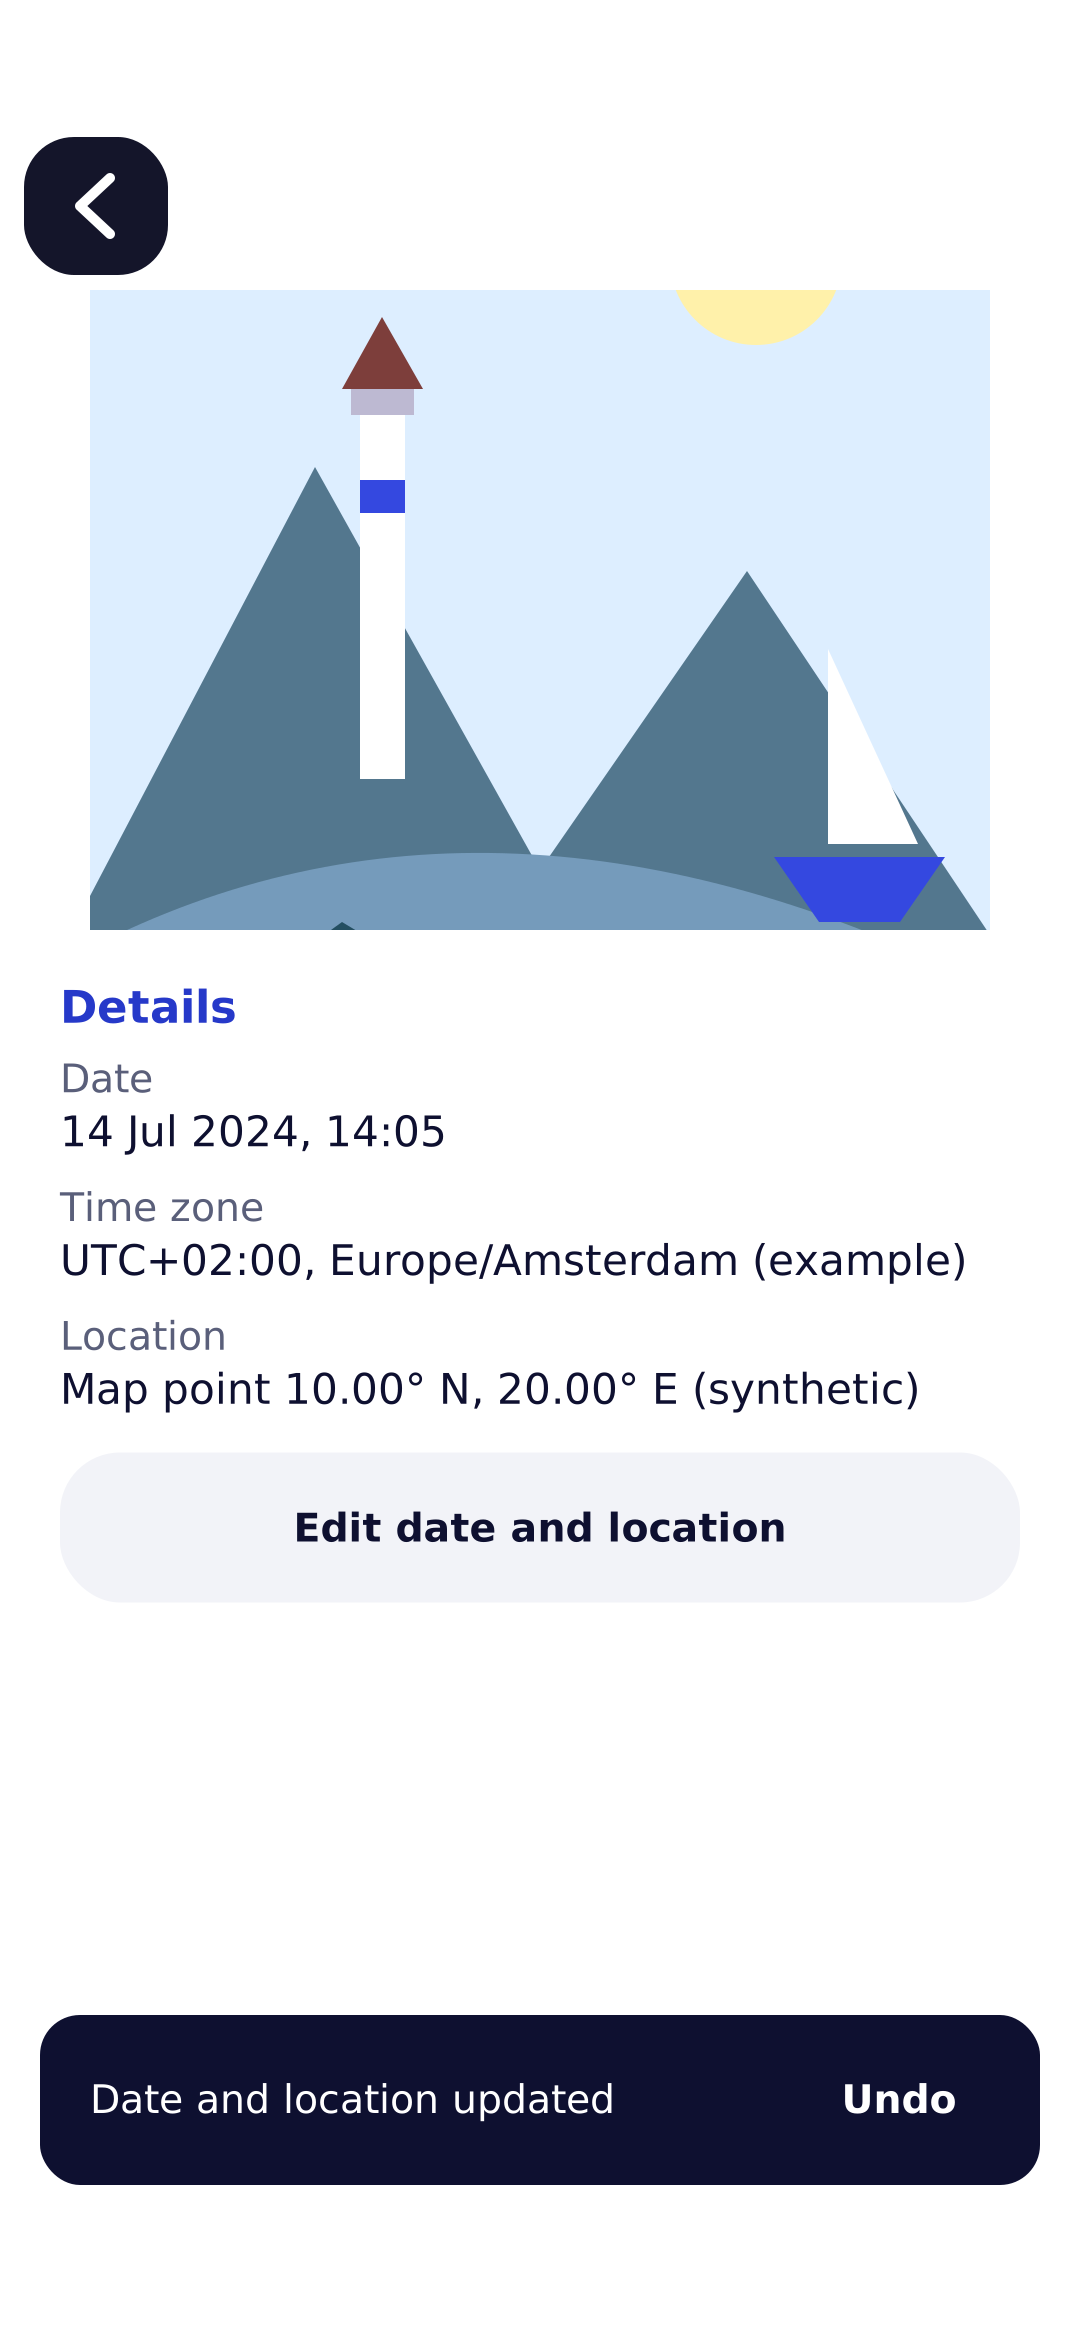 Details
Date
14 Jul 2024, 14:05
Time zone
UTC+02:00, Europe/Amsterdam (example)
Location
Map point 10.00° N, 20.00° E (synthetic)
Edit date and location
Date and location updated
Undo